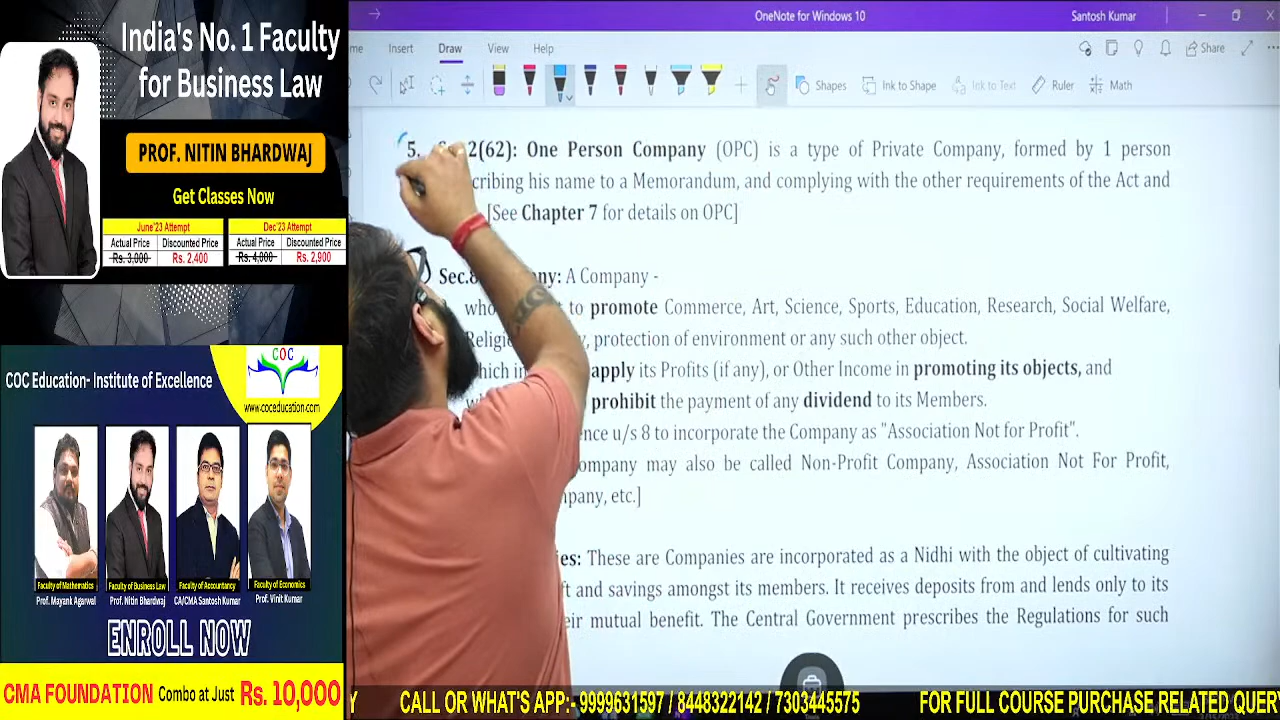 India's No. 1 Faculty
for Business Law
PROF. NITIN BHARDWAJ
Get Classes Now
June'23 Attempt
Actual Price Discounted Price
Rs. 3,000 Rs. 2,400
Dec'23 Attempt
Actual Price Discounted Price
Rs. 4,000 Rs. 2,900
COC Education- Institute of Excellence
COC
www.coceducation.com
Faculty of Mathematics
Prof. Mayank Agarwal
Faculty of Business Law
Prof. Nitin Bhardwaj
Faculty of Accountancy
CA/CMA Santosh Kumar
Faculty of Economics
Prof. Vinit Kumar
ENROLL NOW
CMA FOUNDATION Combo at Just Rs. 10,000
OneNote for Windows 10
Santosh Kumar
me Insert Draw View Help
Share
Shapes Ink to Shape Ink to Text Ruler Math
5. 2(62): One Person Company (OPC) is a type of Private Company, formed by 1 person
cribing his name to a Memorandum, and complying with the other requirements of the Act and
[See Chapter 7 for details on OPC]
Sec.8 ny: A Company -
who to promote Commerce, Art, Science, Sports, Education, Research, Social Welfare,
Religi y, protection of environment or any such other object.
hich in apply its Profits (if any), or Other Income in promoting its objects, and
prohibit the payment of any dividend to its Members.
ence u/s 8 to incorporate the Company as "Association Not for Profit".
ompany may also be called Non-Profit Company, Association Not For Profit,
mpany, etc.]
ies: These are Companies are incorporated as a Nidhi with the object of cultivating
ft and savings amongst its members. It receives deposits from and lends only to its
eir mutual benefit. The Central Government prescribes the Regulations for such
Y CALL OR WHAT'S APP:- 9999631597 / 8448322142 / 7303445575 FOR FULL COURSE PURCHASE RELATED QUER